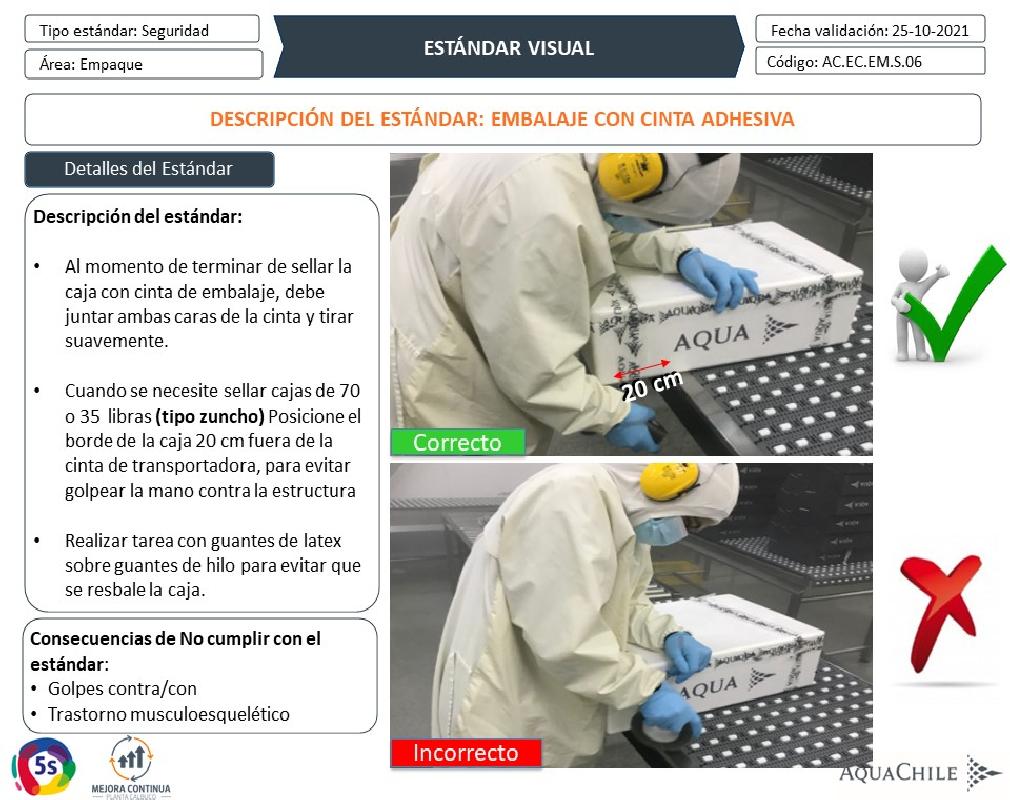 Tipo estándar: Seguridad
Área: Empaque
ESTÁNDAR VISUAL
Fecha validación: 25-10-2021
Código: AC.EC.EM.S.06
DESCRIPCIÓN DEL ESTÁNDAR: EMBALAJE CON CINTA ADHESIVA
Detalles del Estándar
Descripción del estándar:
• Al momento de terminar de sellar la
caja con cinta de embalaje, debe
juntar ambas caras de la cinta y tirar
suavemente.
• Cuando se necesite sellar cajas de 70
o 35 libras (tipo zuncho) Posicione el
borde de la caja 20 cm fuera de la
cinta de transportadora, para evitar
golpear la mano contra la estructura
• Realizar tarea con guantes de latex
sobre guantes de hilo para evitar que
se resbale la caja.
Consecuencias de No cumplir con el
estándar:
• Golpes contra/con
• Trastorno musculoesquelético
AQUA
20 cm
Correcto
AQUA
Incorrecto
5s
MEJORA CONTINUA
PLANTA CALBUCO
AQUACHILE